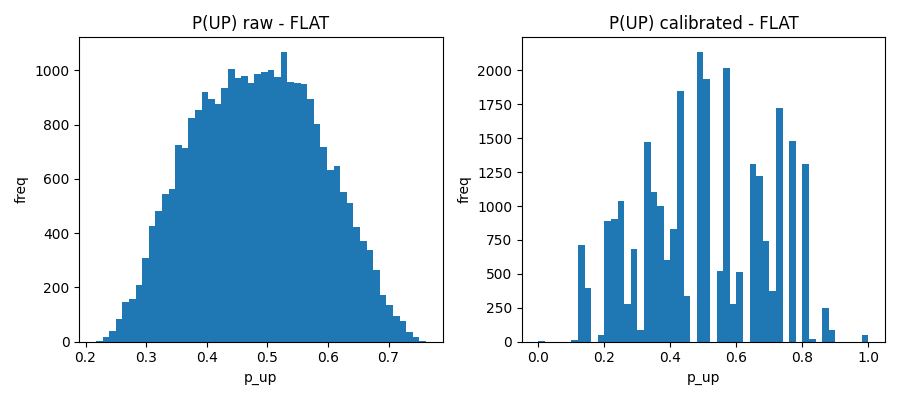 P(UP) raw - FLAT
freq
1000
800
600
400
200
0
0.2 0.3 0.4 0.5 0.6 0.7
p_up
P(UP) calibrated - FLAT
freq
2000
1750
1500
1250
1000
750
500
250
0
0.0 0.2 0.4 0.6 0.8 1.0
p_up